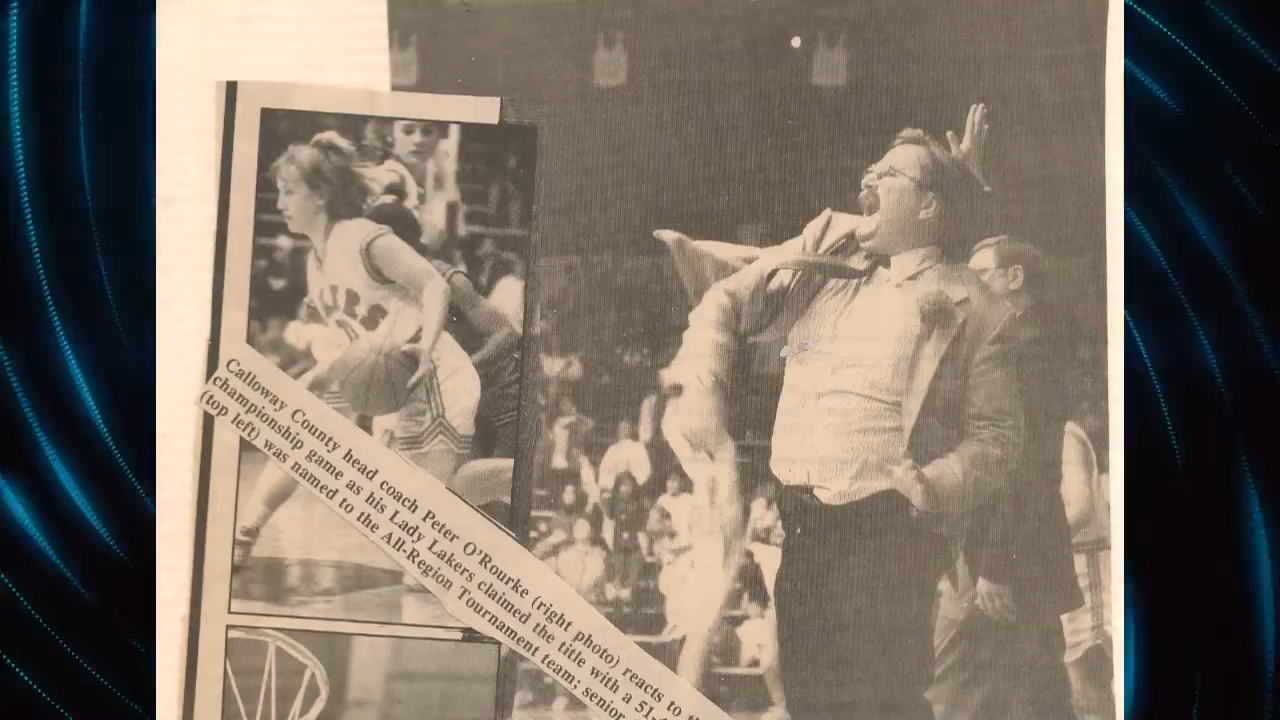 Calloway County head coach Peter O'Rourke (right photo) reacts to
championship game as his Lady Lakers claimed the title with a 51-
(top left) was named to the All-Region Tournament team; senior